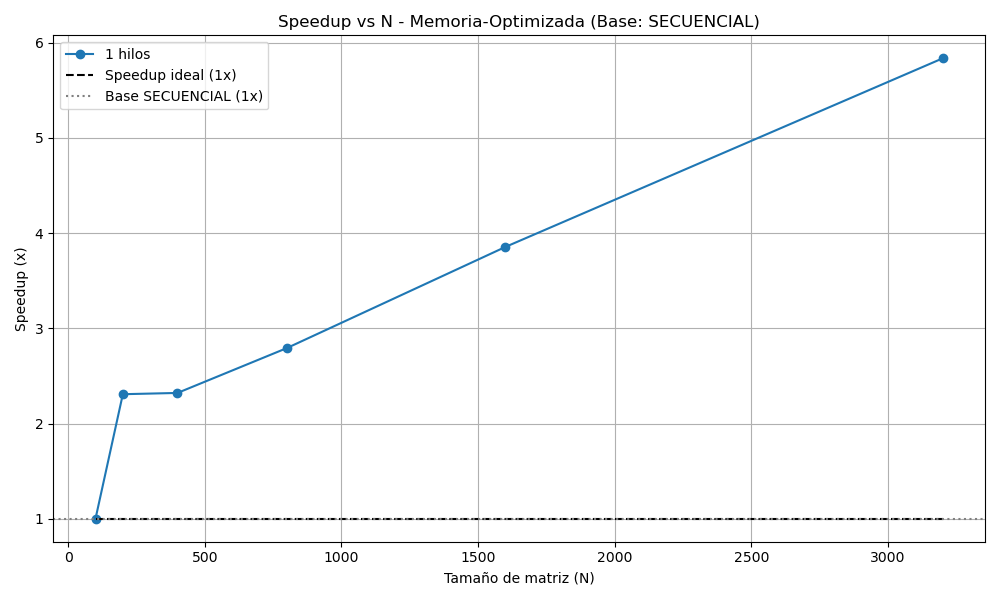 Speedup vs N - Memoria-Optimizada (Base: SECUENCIAL)
1 hilos
Speedup ideal (1x)
Base SECUENCIAL (1x)
6
5
4
3
2
1
Speedup (x)
0 500 1000 1500 2000 2500 3000
Tamaño de matriz (N)